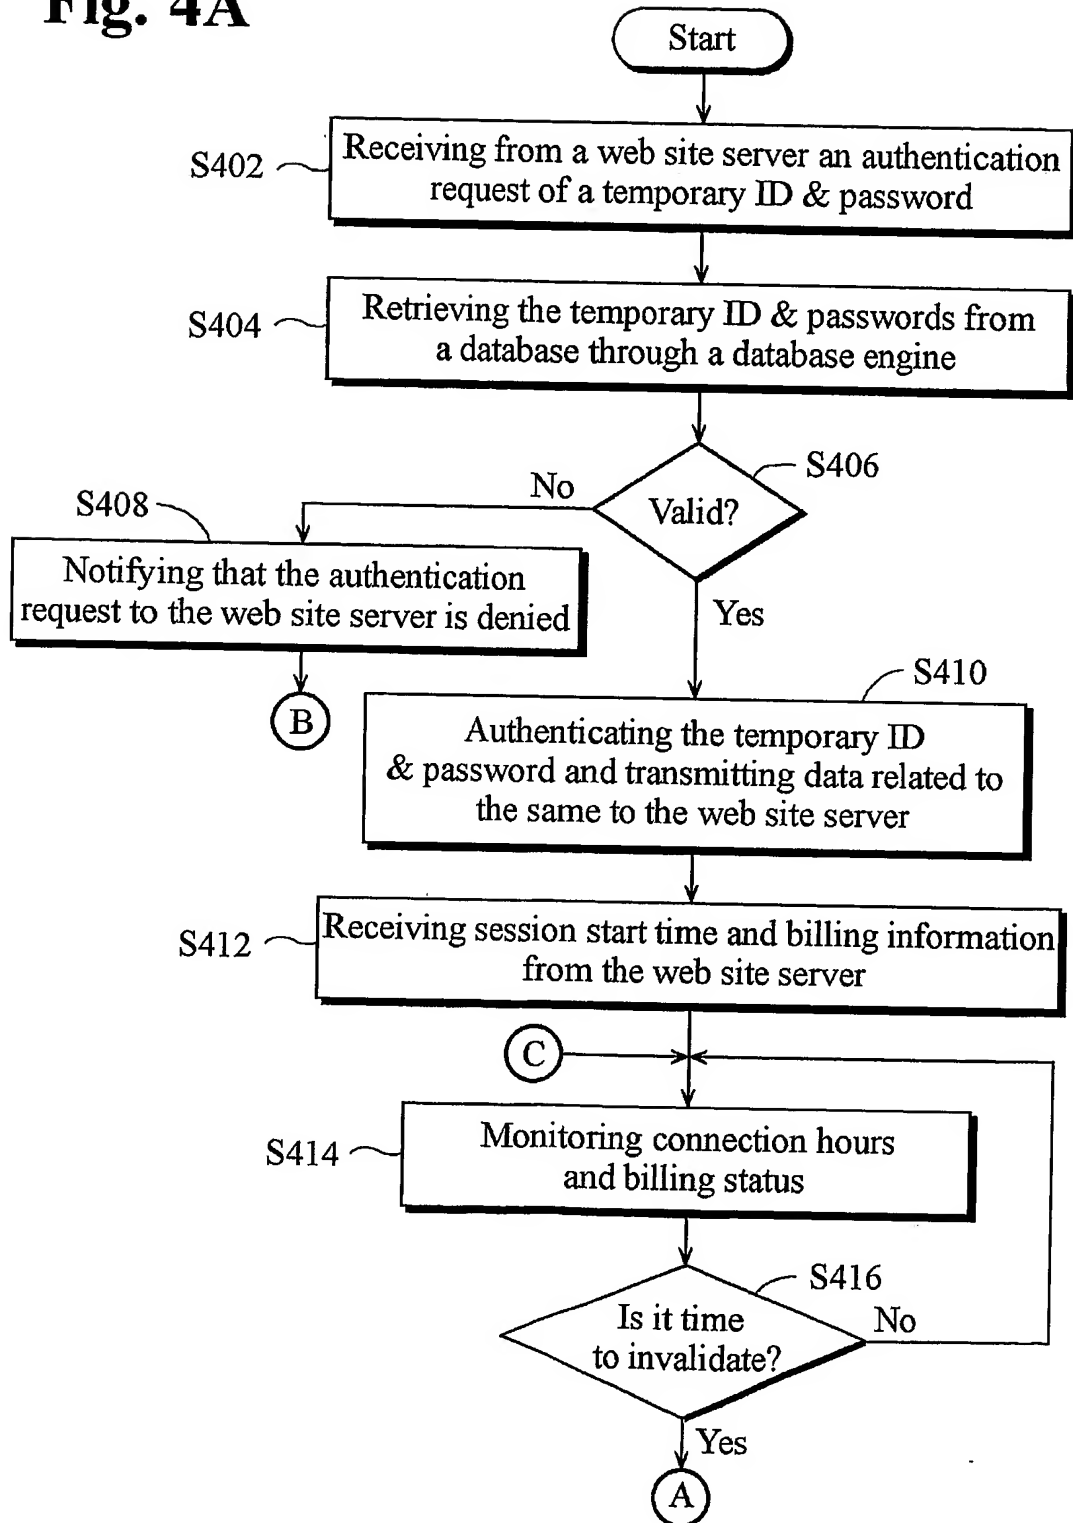 Fig. 4A
Start
S402
Receiving from a web site server an authentication
request of a temporary ID & password
S404
Retrieving the temporary ID & passwords from
a database through a database engine
S406
No
Valid?
S408
Notifying that the authentication
request to the web site server is denied
Yes
B
S410
Authenticating the temporary ID
& password and transmitting data related to
the same to the web site server
S412
Receiving session start time and billing information
from the web site server
C
S414
Monitoring connection hours
and billing status
S416
Is it time
to invalidate?
No
Yes
A